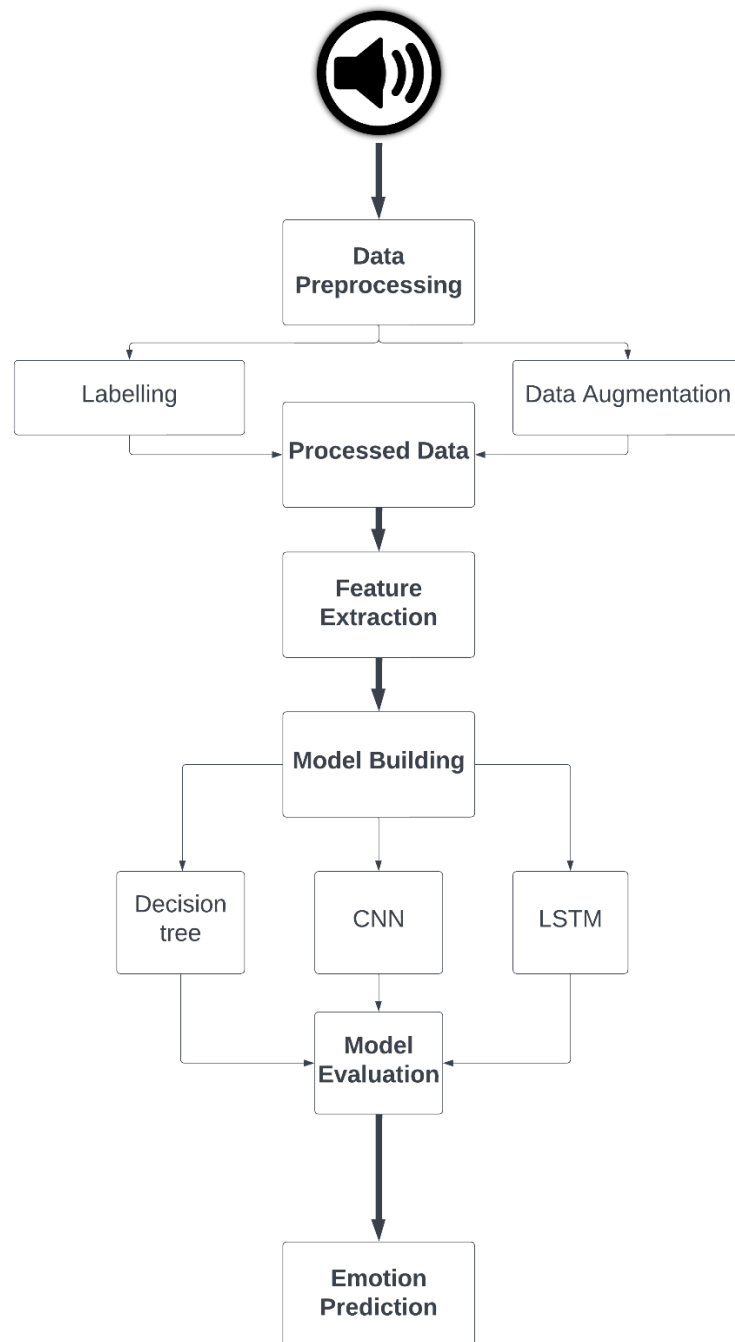 Data
Preprocessing
Labelling
Data Augmentation
Processed Data
Feature
Extraction
Model Building
Decision
tree
CNN
LSTM
Model
Evaluation
Emotion
Prediction